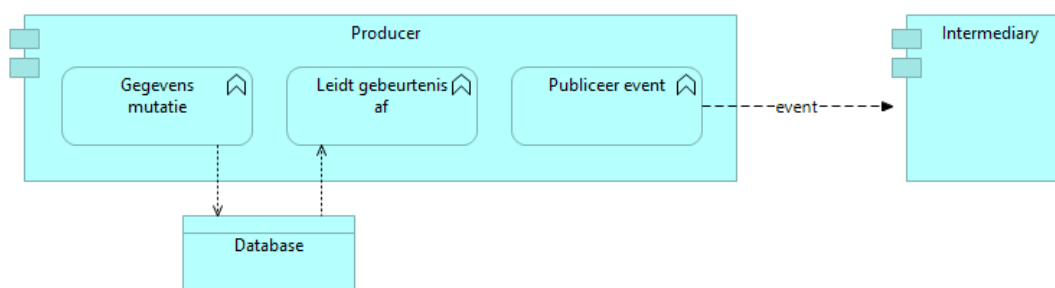 Producer
Intermediary
Gegevens
mutatie
Leidt gebeurtenis
af
Publiceer event
event
Database